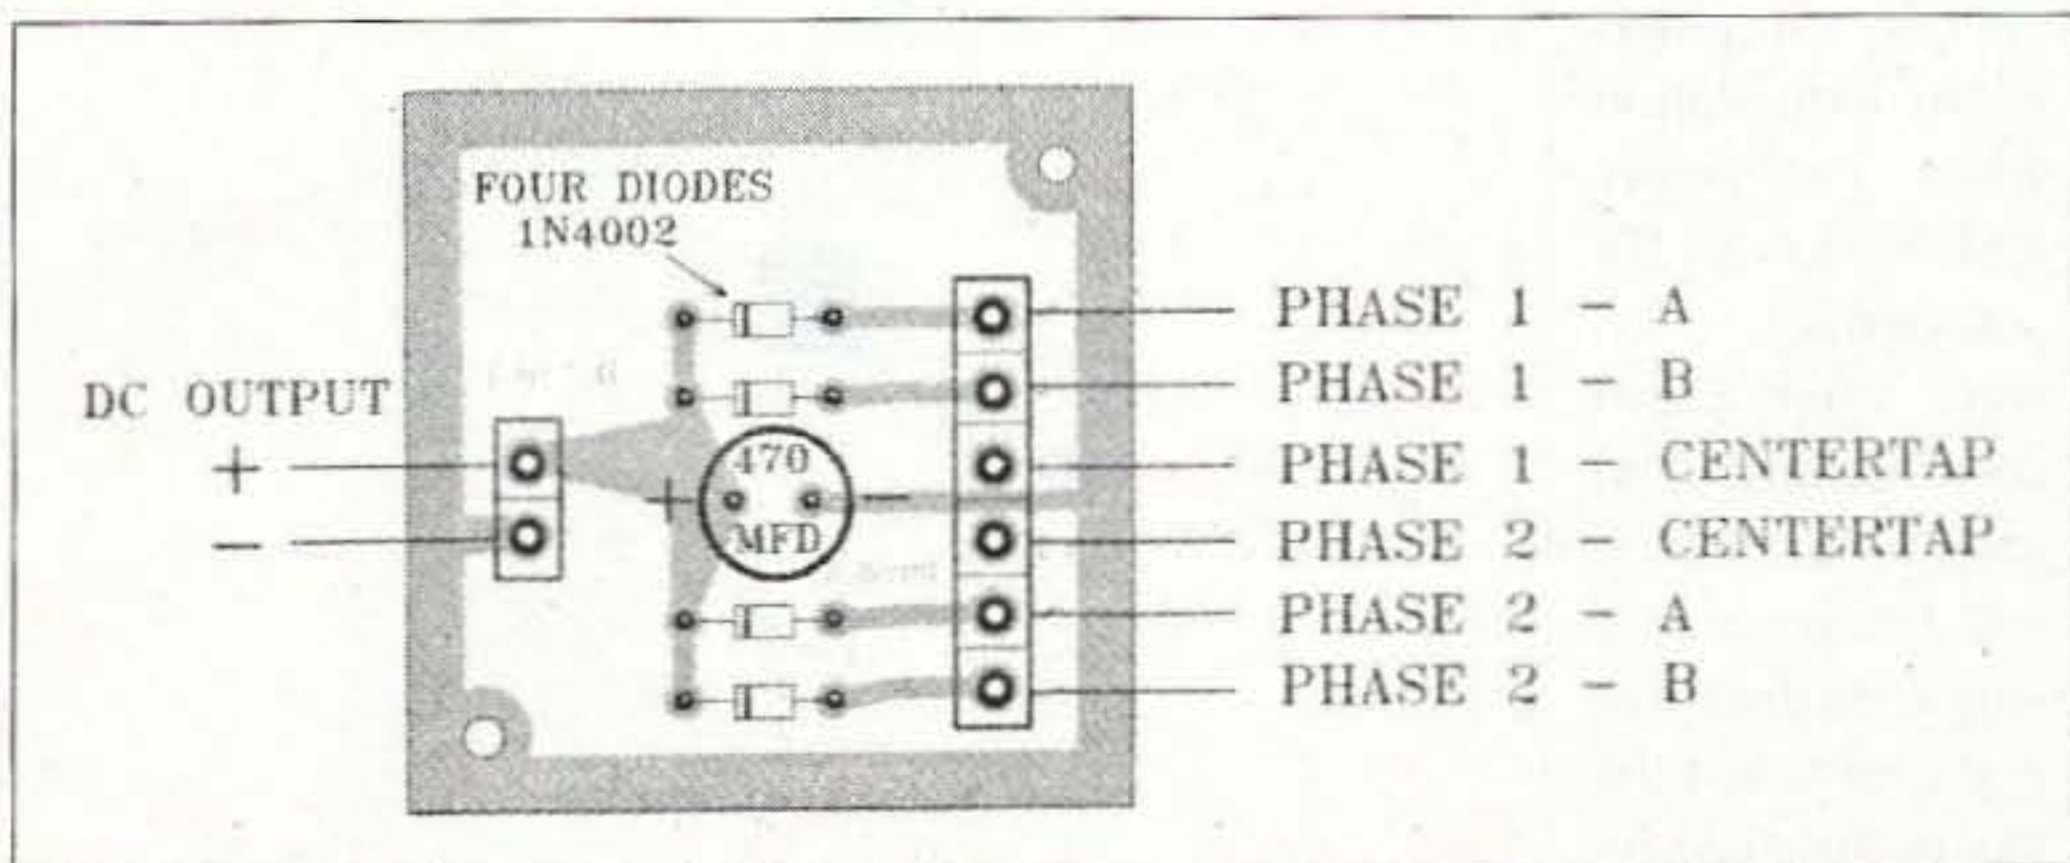 FOUR DIODES
1N4002
DC OUTPUT
+
−
470
MFD
+ −
PHASE 1 - A
PHASE 1 - B
PHASE 1 - CENTERTAP
PHASE 2 - CENTERTAP
PHASE 2 - A
PHASE 2 - B